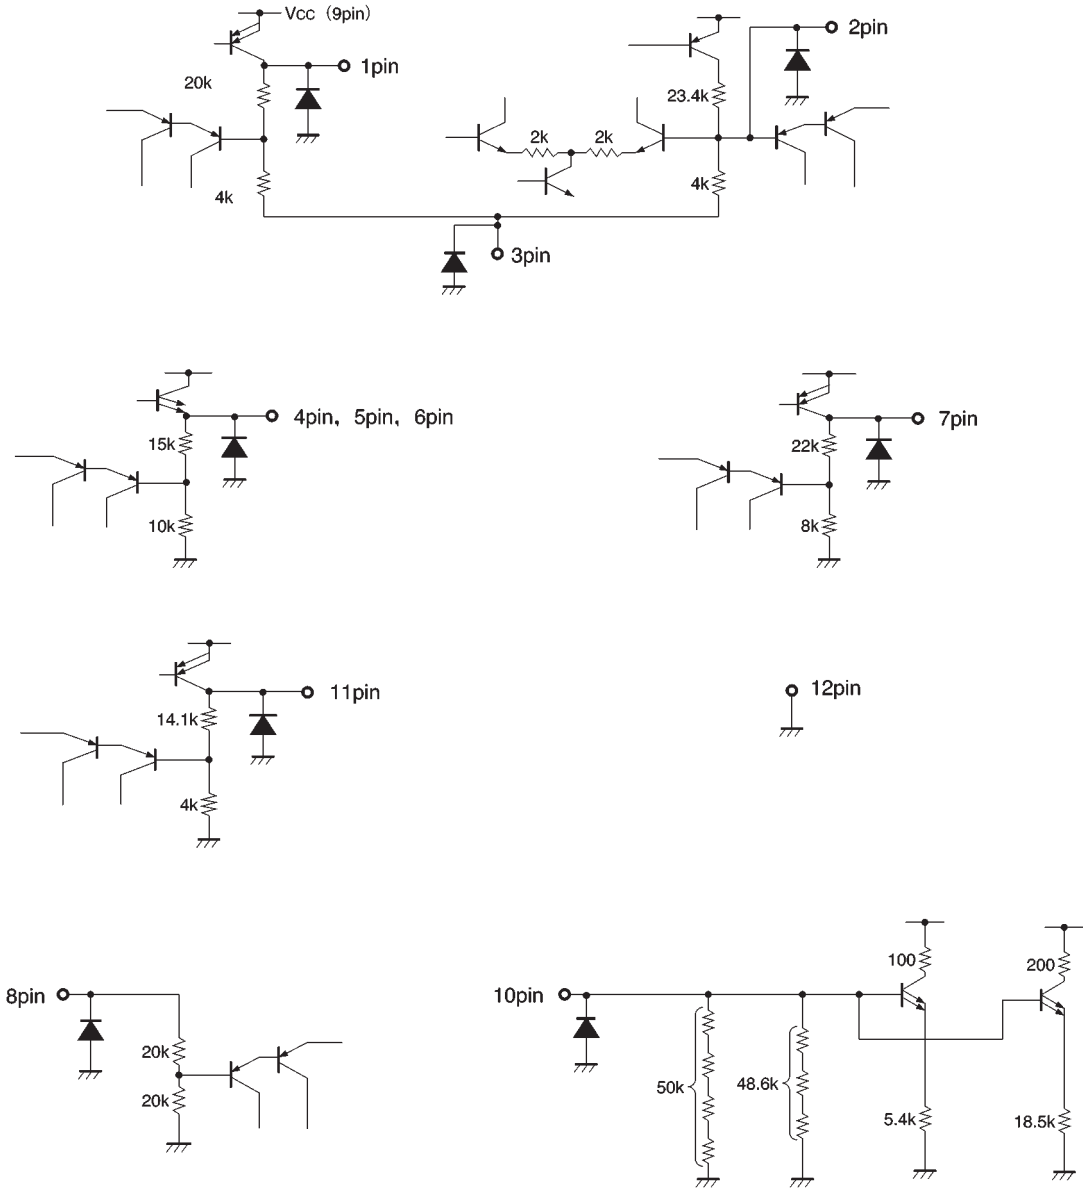 VCC (9pin)
1pin
20k
4k
2pin
23.4k
2k
2k
4k
3pin
4pin, 5pin, 6pin
15k
10k
7pin
22k
8k
11pin
14.1k
4k
12pin
8pin
20k
20k
10pin
50k
48.6k
100
5.4k
200
18.5k